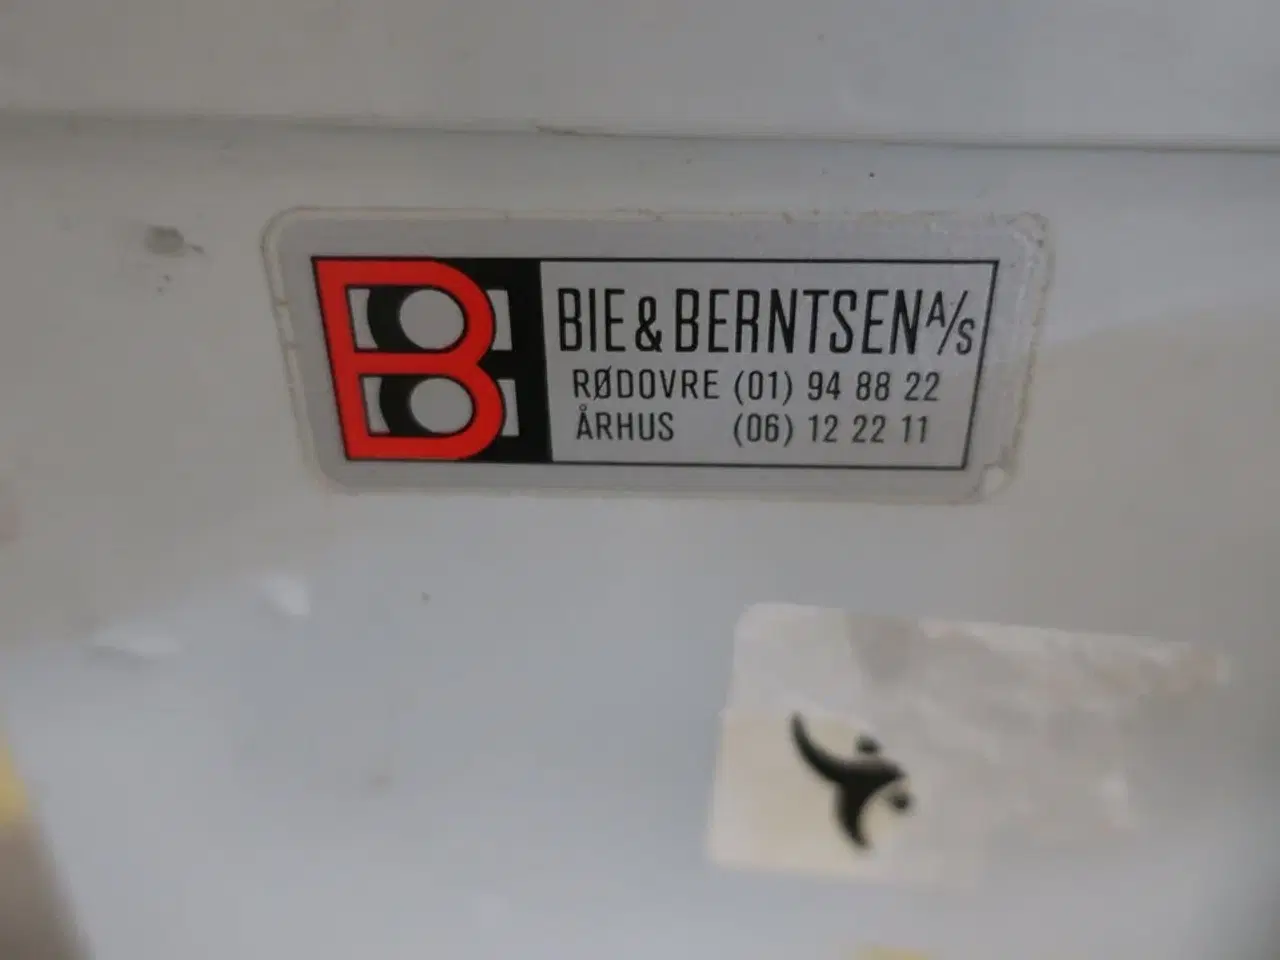 BIE & BERNTSEN A/S
RØDOVRE (01) 94 88 22
ÅRHUS (06) 12 22 11